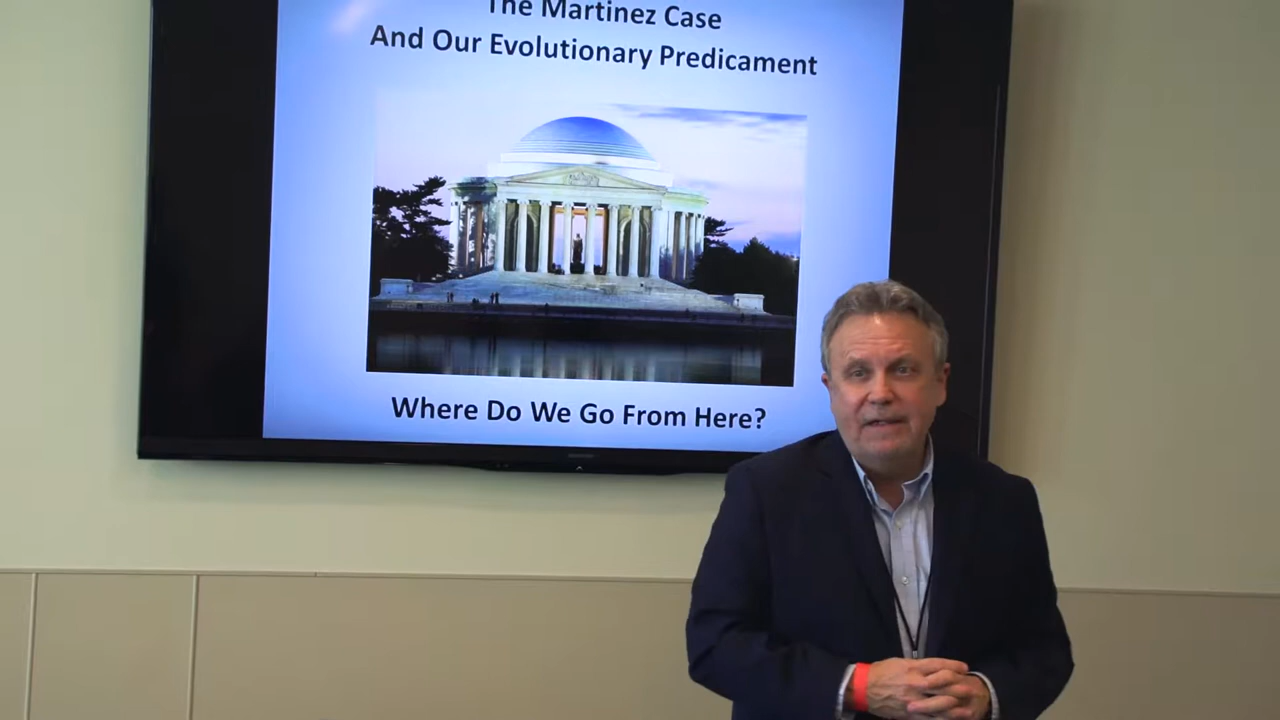 The Martinez Case
And Our Evolutionary Predicament
Where Do We Go From Here?